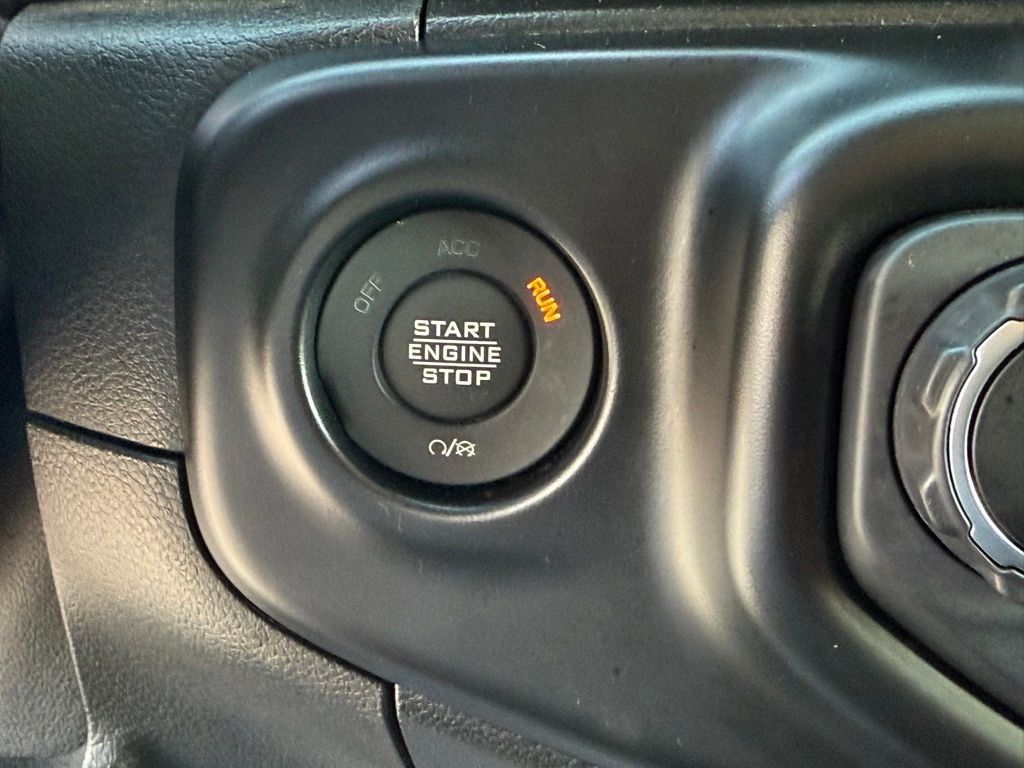 ACC
OFF
RUN
START
ENGINE
STOP